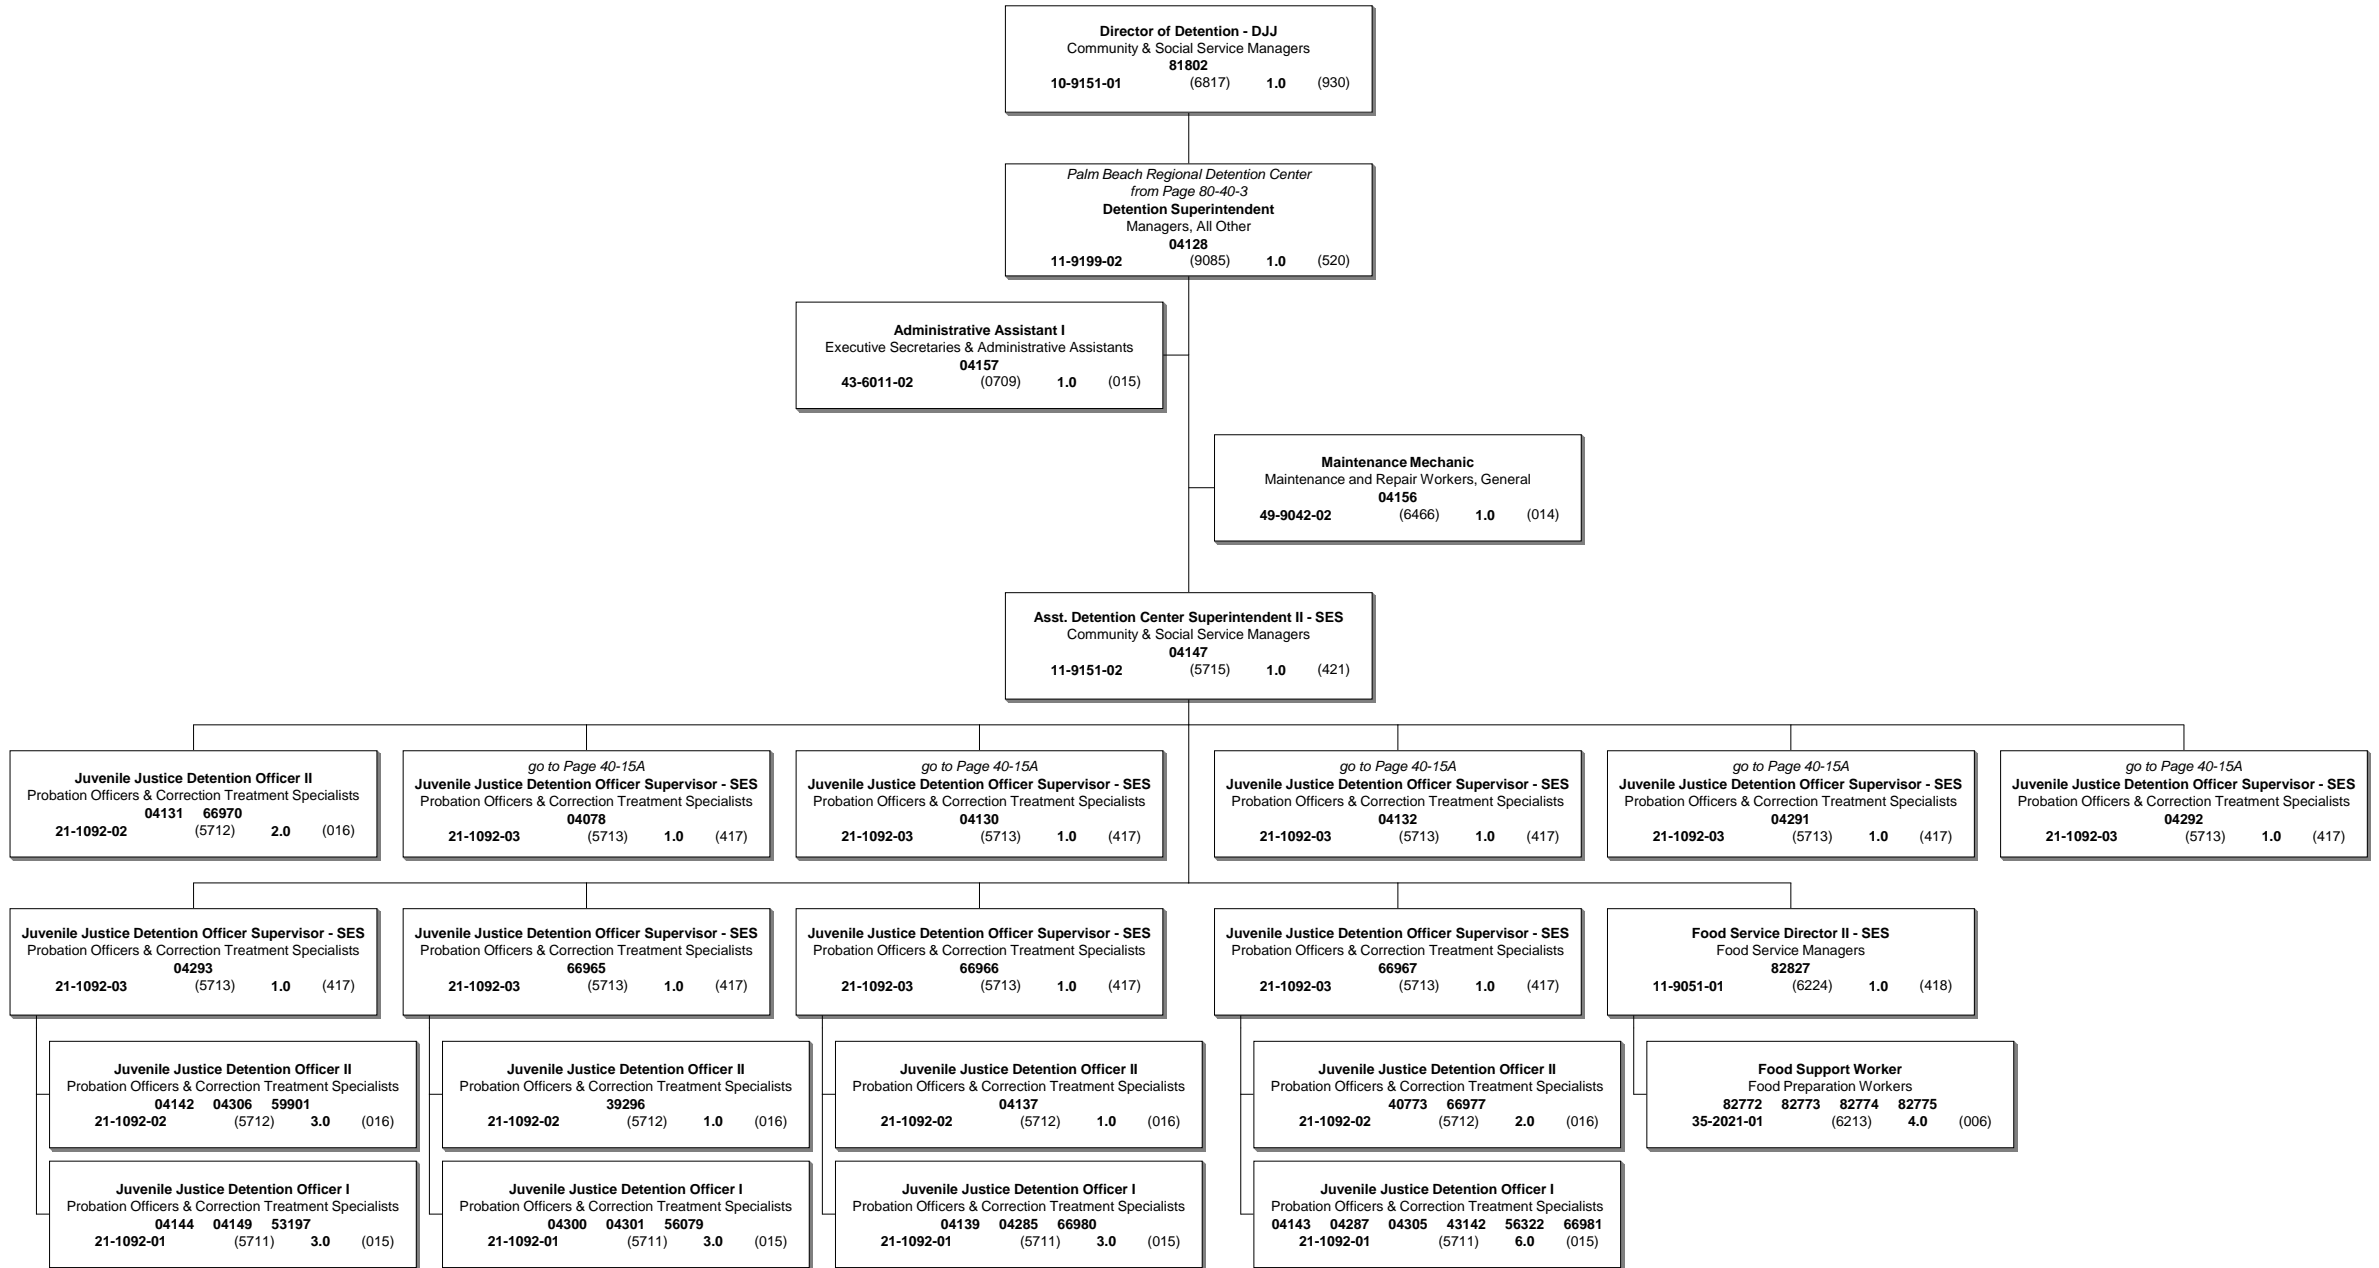 Director of Detention - DJJ
Community & Social Service Managers
81802
10-9151-01 (6817) 1.0 (930)
Palm Beach Regional Detention Center
from Page 80-40-3
Detention Superintendent
Managers, All Other
04128
11-9199-02 (9085) 1.0 (520)
Administrative Assistant I
Executive Secretaries & Administrative Assistants
04157
43-6011-02 (0709) 1.0 (015)
Maintenance Mechanic
Maintenance and Repair Workers, General
04156
49-9042-02 (6466) 1.0 (014)
Asst. Detention Center Superintendent II - SES
Community & Social Service Managers
04147
11-9151-02 (5715) 1.0 (421)
Juvenile Justice Detention Officer II
Probation Officers & Correction Treatment Specialists
04131 66970
21-1092-02 (5712) 2.0 (016)
go to Page 40-15A
Juvenile Justice Detention Officer Supervisor - SES
Probation Officers & Correction Treatment Specialists
04078
21-1092-03 (5713) 1.0 (417)
go to Page 40-15A
Juvenile Justice Detention Officer Supervisor - SES
Probation Officers & Correction Treatment Specialists
04130
21-1092-03 (5713) 1.0 (417)
go to Page 40-15A
Juvenile Justice Detention Officer Supervisor - SES
Probation Officers & Correction Treatment Specialists
04132
21-1092-03 (5713) 1.0 (417)
go to Page 40-15A
Juvenile Justice Detention Officer Supervisor - SES
Probation Officers & Correction Treatment Specialists
04291
21-1092-03 (5713) 1.0 (417)
go to Page 40-15A
Juvenile Justice Detention Officer Supervisor - SES
Probation Officers & Correction Treatment Specialists
04292
21-1092-03 (5713) 1.0 (417)
Juvenile Justice Detention Officer Supervisor - SES
Probation Officers & Correction Treatment Specialists
04293
21-1092-03 (5713) 1.0 (417)
Juvenile Justice Detention Officer Supervisor - SES
Probation Officers & Correction Treatment Specialists
66965
21-1092-03 (5713) 1.0 (417)
Juvenile Justice Detention Officer Supervisor - SES
Probation Officers & Correction Treatment Specialists
66966
21-1092-03 (5713) 1.0 (417)
Juvenile Justice Detention Officer Supervisor - SES
Probation Officers & Correction Treatment Specialists
66967
21-1092-03 (5713) 1.0 (417)
Food Service Director II - SES
Food Service Managers
82827
11-9051-01 (6224) 1.0 (418)
Juvenile Justice Detention Officer II
Probation Officers & Correction Treatment Specialists
04142 04306 59901
21-1092-02 (5712) 3.0 (016)
Juvenile Justice Detention Officer II
Probation Officers & Correction Treatment Specialists
39296
21-1092-02 (5712) 1.0 (016)
Juvenile Justice Detention Officer II
Probation Officers & Correction Treatment Specialists
04137
21-1092-02 (5712) 1.0 (016)
Juvenile Justice Detention Officer II
Probation Officers & Correction Treatment Specialists
40773 66977
21-1092-02 (5712) 2.0 (016)
Food Support Worker
Food Preparation Workers
82772 82773 82774 82775
35-2021-01 (6213) 4.0 (006)
Juvenile Justice Detention Officer I
Probation Officers & Correction Treatment Specialists
04144 04149 53197
21-1092-01 (5711) 3.0 (015)
Juvenile Justice Detention Officer I
Probation Officers & Correction Treatment Specialists
04300 04301 56079
21-1092-01 (5711) 3.0 (015)
Juvenile Justice Detention Officer I
Probation Officers & Correction Treatment Specialists
04139 04285 66980
21-1092-01 (5711) 3.0 (015)
Juvenile Justice Detention Officer I
Probation Officers & Correction Treatment Specialists
04143 04287 04305 43142 56322 66981
21-1092-01 (5711) 6.0 (015)